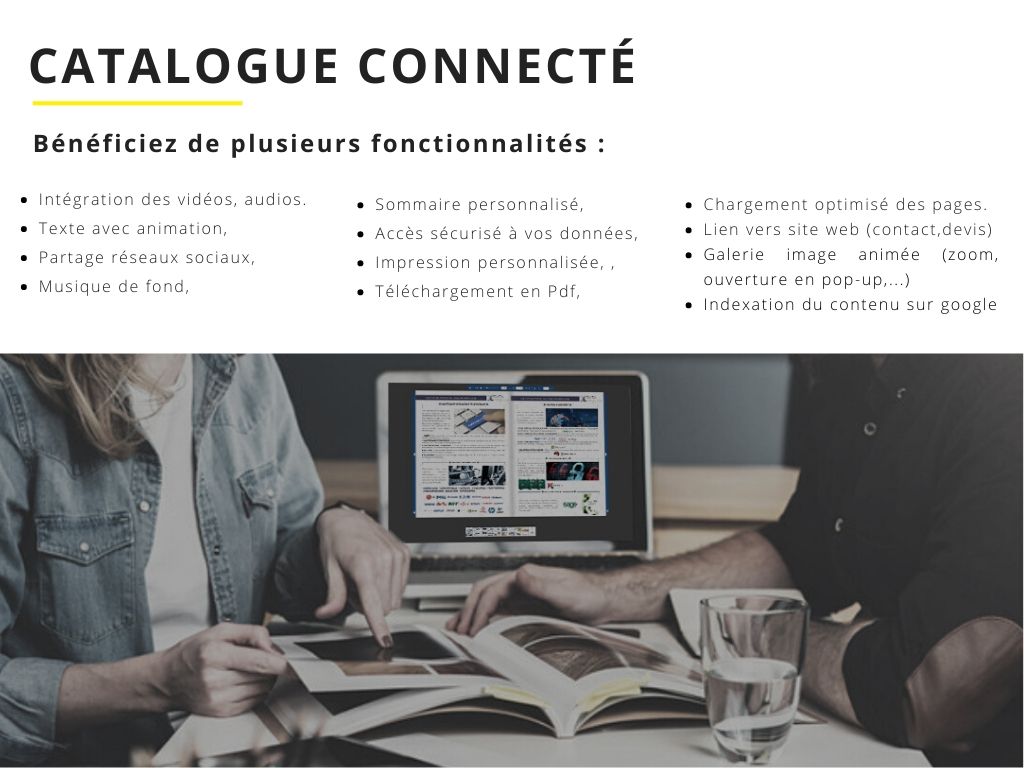 CATALOGUE CONNECTÉ
Bénéficiez de plusieurs fonctionnalités :
Intégration des vidéos, audios.
Texte avec animation,
Partage réseaux sociaux,
Musique de fond,
Sommaire personnalisé,
Accès sécurisé à vos données,
Impression personnalisée, ,
Téléchargement en Pdf,
Chargement optimisé des pages.
Lien vers site web (contact,devis)
Galerie image animée (zoom,
ouverture en pop-up,...)
Indexation du contenu sur google